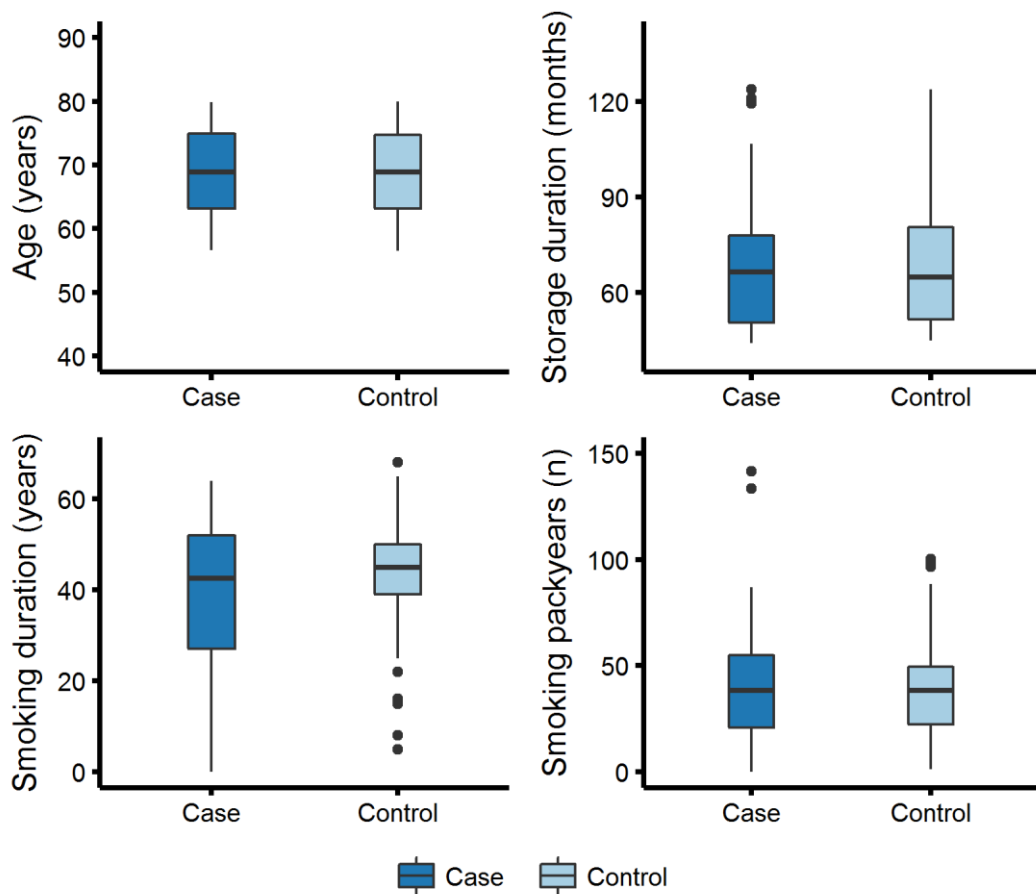 Age (years)
90
80
70
60
50
40
Case Control
Storage duration (months)
120
90
60
Case Control
Smoking duration (years)
60
40
20
0
Case Control
Smoking packyears (n)
150
100
50
0
Case Control
Case Control